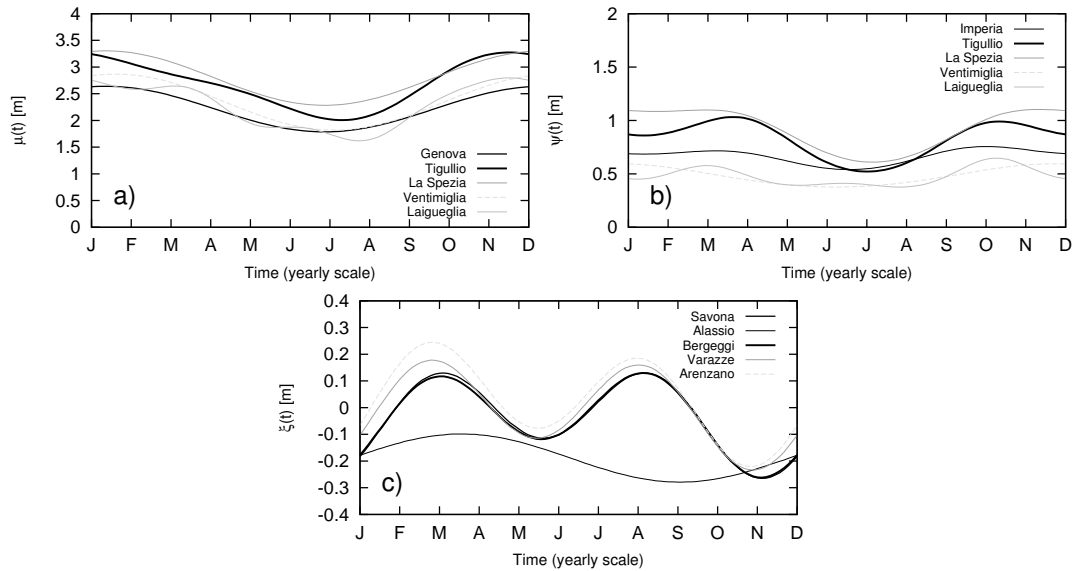 4
3.5
3
2.5
2
1.5
1
0.5
0
μ(t) [m]
a)
Genova
Tigullio
La Spezia
Ventimiglia
Laigueglia
J F M A M J J A S O N D
Time (yearly scale)
2
1.5
1
0.5
0
ψ(t) [m]
b)
Imperia
Tigullio
La Spezia
Ventimiglia
Laigueglia
J F M A M J J A S O N D
Time (yearly scale)
0.4
0.3
0.2
0.1
0
-0.1
-0.2
-0.3
-0.4
ξ(t) [m]
c)
Savona
Alassio
Bergeggi
Varazze
Arenzano
J F M A M J J A S O N D
Time (yearly scale)